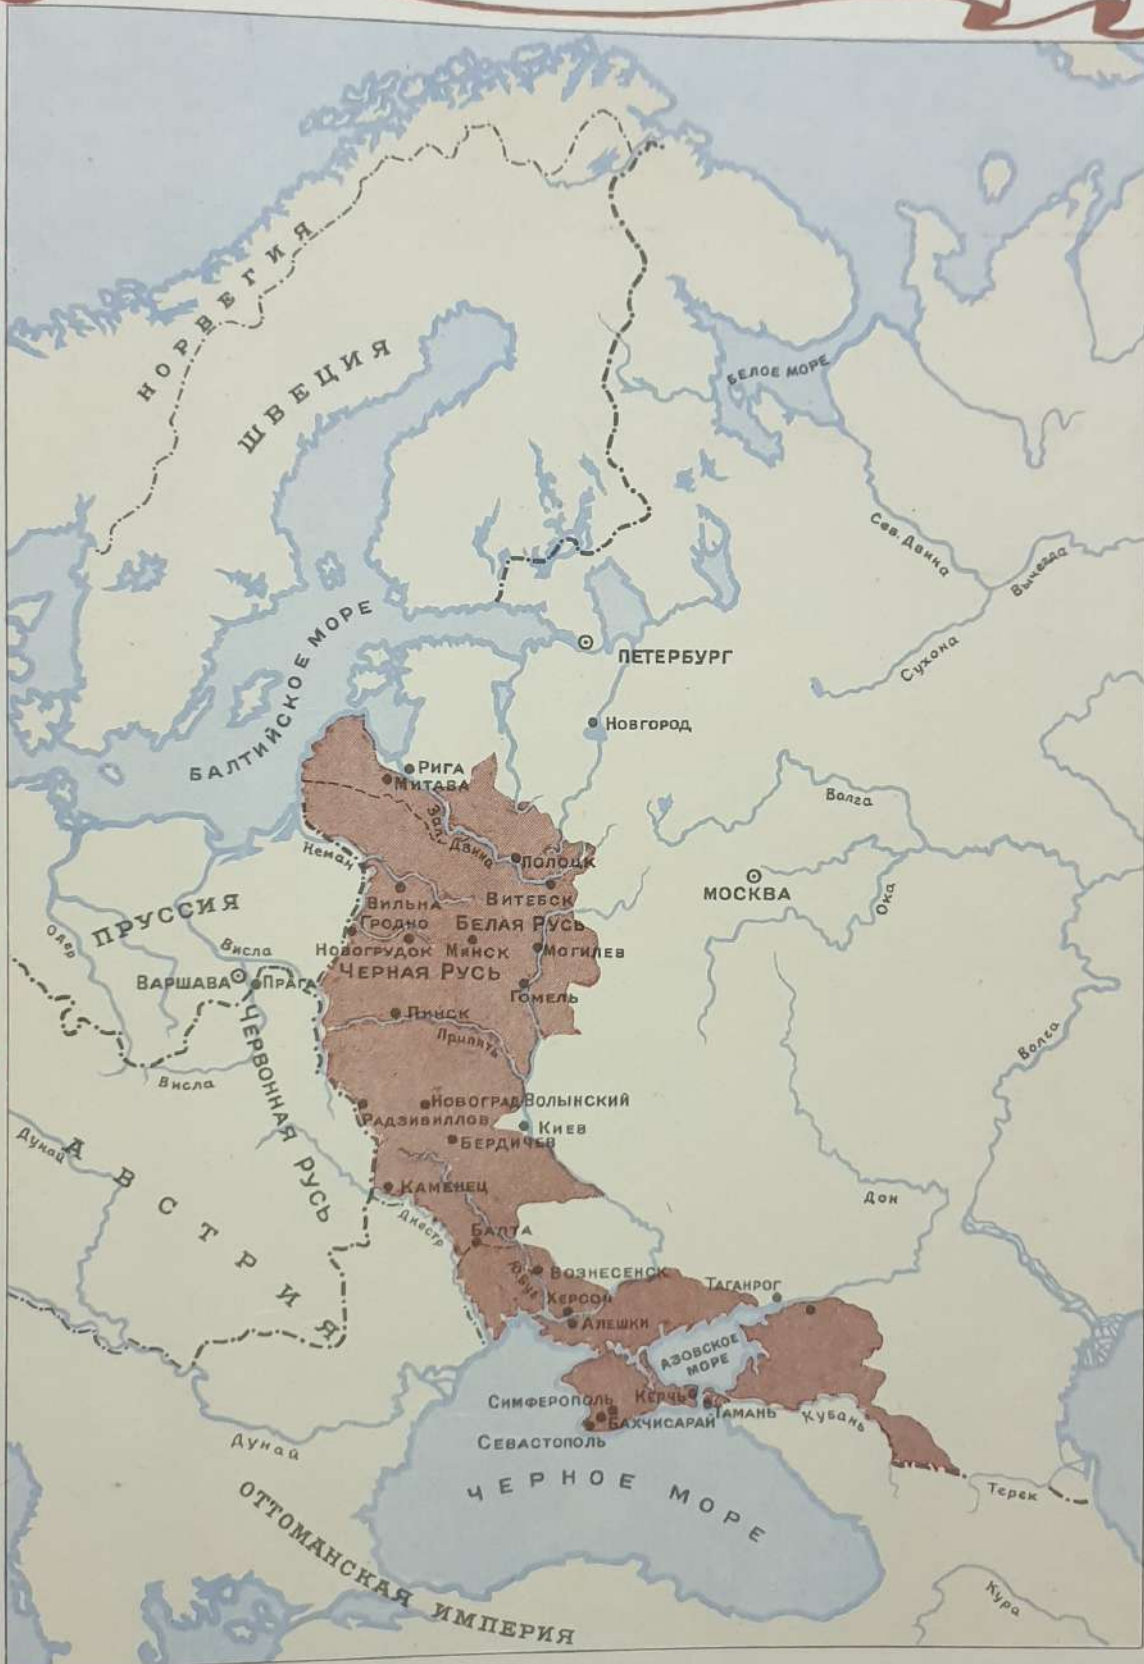 НОРВЕГИЯ
ШВЕЦИЯ
БЕЛОЕ МОРЕ
Сев. Двина
Вычегда
Сухона
БАЛТИЙСКОЕ МОРЕ
ПЕТЕРБУРГ
НОВГОРОД
РИГА
МИТАВА
Зап. Двина
Волга
Неман
ПОЛОЦК
МОСКВА
Ока
ВИЛЬНА
ВИТЕБСК
ПРУССИЯ
ГРОДНО
БЕЛАЯ РУСЬ
Одер
Висла
НОВОГРУДОК
МИНСК
МОГИЛЕВ
ЧЕРНАЯ РУСЬ
ВАРШАВА
ПРАГА
ГОМЕЛЬ
ПИНСК
Припять
ЧЕРВОННАЯ РУСЬ
Висла
Волга
НОВОГРАД ВОЛЫНСКИЙ
РАДЗИВИЛЛОВ
КИЕВ
БЕРДИЧЕВ
Дунай
АВСТРИЯ
КАМЕНЕЦ
Дон
Днестр
БАЛТА
Ю. Буг
ВОЗНЕСЕНСК
ТАГАНРОГ
ХЕРСОН
АЛЕШКИ
АЗОВСКОЕ
МОРЕ
СИМФЕРОПОЛЬ
КЕРЧЬ
ТАМАНЬ
Кубань
БАХЧИСАРАЙ
СЕВАСТОПОЛЬ
Дунай
ЧЕРНОЕ МОРЕ
Терек
ОТТОМАНСКАЯ ИМПЕРИЯ
Кура